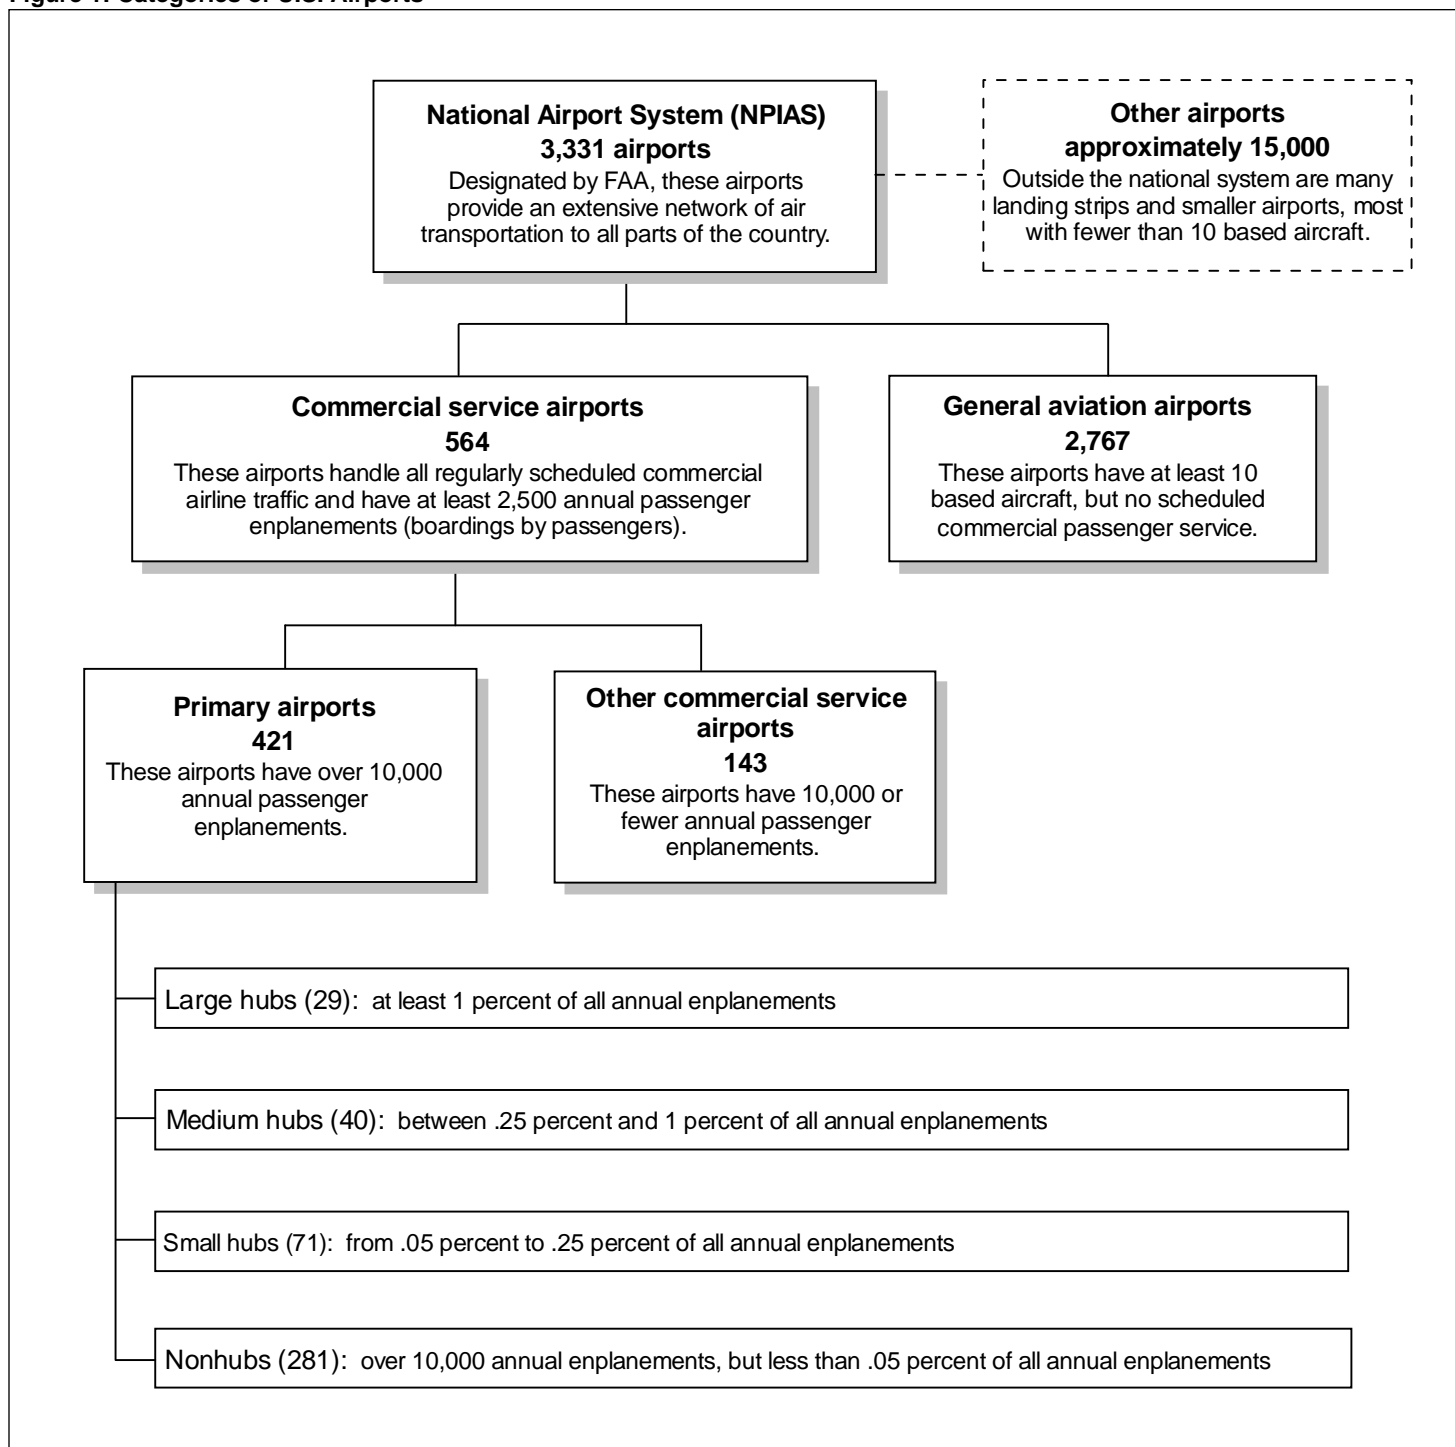 Figure 1: Categories of U.S. Airports
National Airport System (NPIAS)
3,331 airports
Designated by FAA, these airports
provide an extensive network of air
transportation to all parts of the country.
Other airports
approximately 15,000
Outside the national system are many
landing strips and smaller airports, most
with fewer than 10 based aircraft.
Commercial service airports
564
These airports handle all regularly scheduled commercial
airline traffic and have at least 2,500 annual passenger
enplanements (boardings by passengers).
General aviation airports
2,767
These airports have at least 10
based aircraft, but no scheduled
commercial passenger service.
Primary airports
421
These airports have over 10,000
annual passenger
enplanements.
Other commercial service
airports
143
These airports have 10,000 or
fewer annual passenger
enplanements.
Large hubs (29): at least 1 percent of all annual enplanements
Medium hubs (40): between .25 percent and 1 percent of all annual enplanements
Small hubs (71): from .05 percent to .25 percent of all annual enplanements
Nonhubs (281): over 10,000 annual enplanements, but less than .05 percent of all annual enplanements